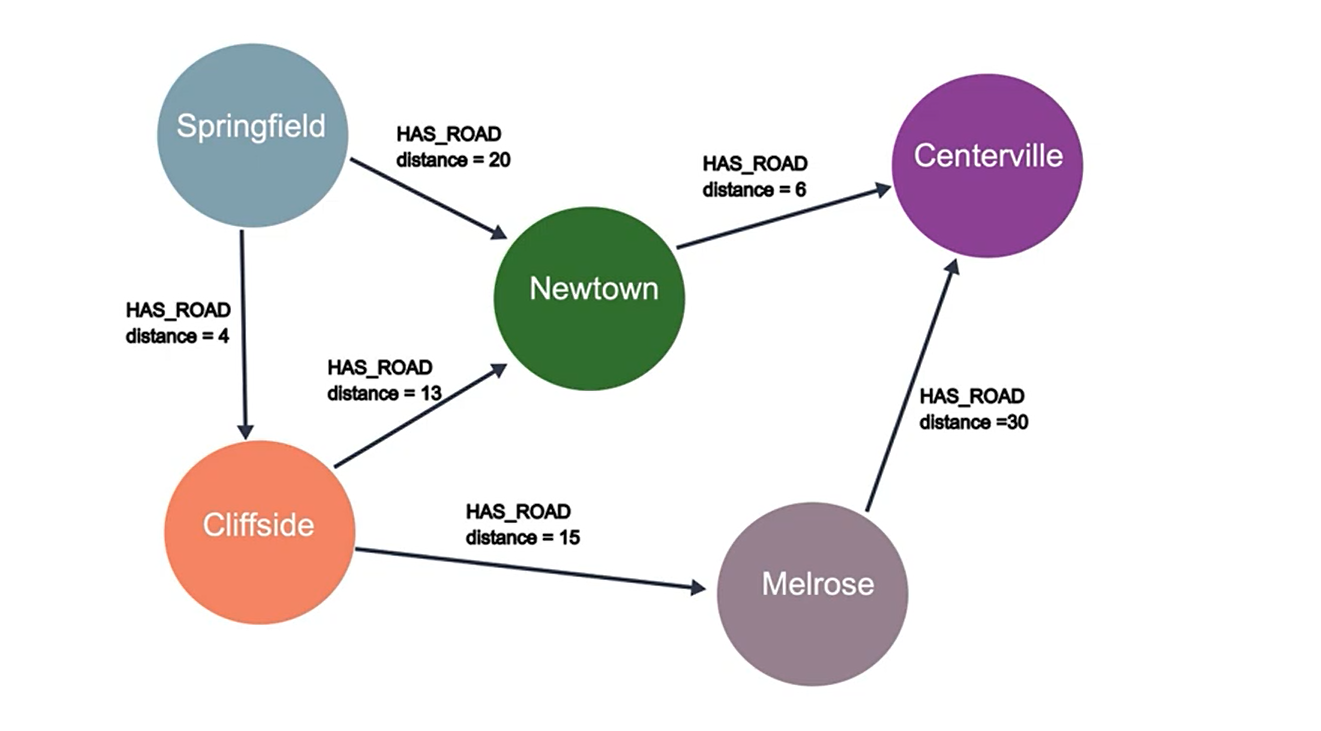 Springfield
HAS_ROAD
distance = 20
HAS_ROAD
distance = 6
Centerville
Newtown
HAS_ROAD
distance = 4
HAS_ROAD
distance = 13
HAS_ROAD
distance =30
Cliffside
HAS_ROAD
distance = 15
Melrose